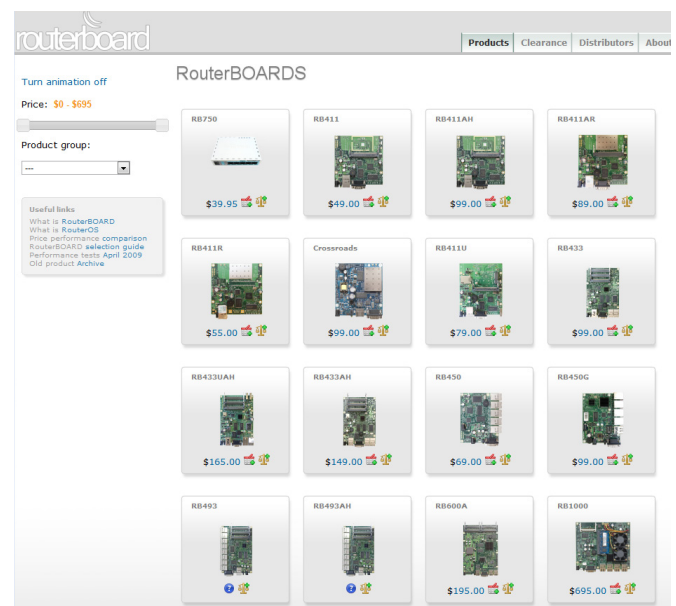 routerboard
Products Clearance Distributors About
Turn animation off
Price: $0 - $695
Product group:
---
Useful links
What is RouterBOARD
What is RouterOS
Price performance comparison
RouterBOARD selection guide
Performance tests April 2009
Old product Archive
RouterBOARDS
RB750 RB411 RB411AH RB411AR
$39.95 $49.00 $99.00 $89.00
RB411R Crossroads RB411U RB433
$55.00 $99.00 $79.00 $99.00
RB433UAH RB433AH RB450 RB450G
$165.00 $149.00 $69.00 $99.00
RB493 RB493AH RB600A RB1000
? ? $195.00 $695.00